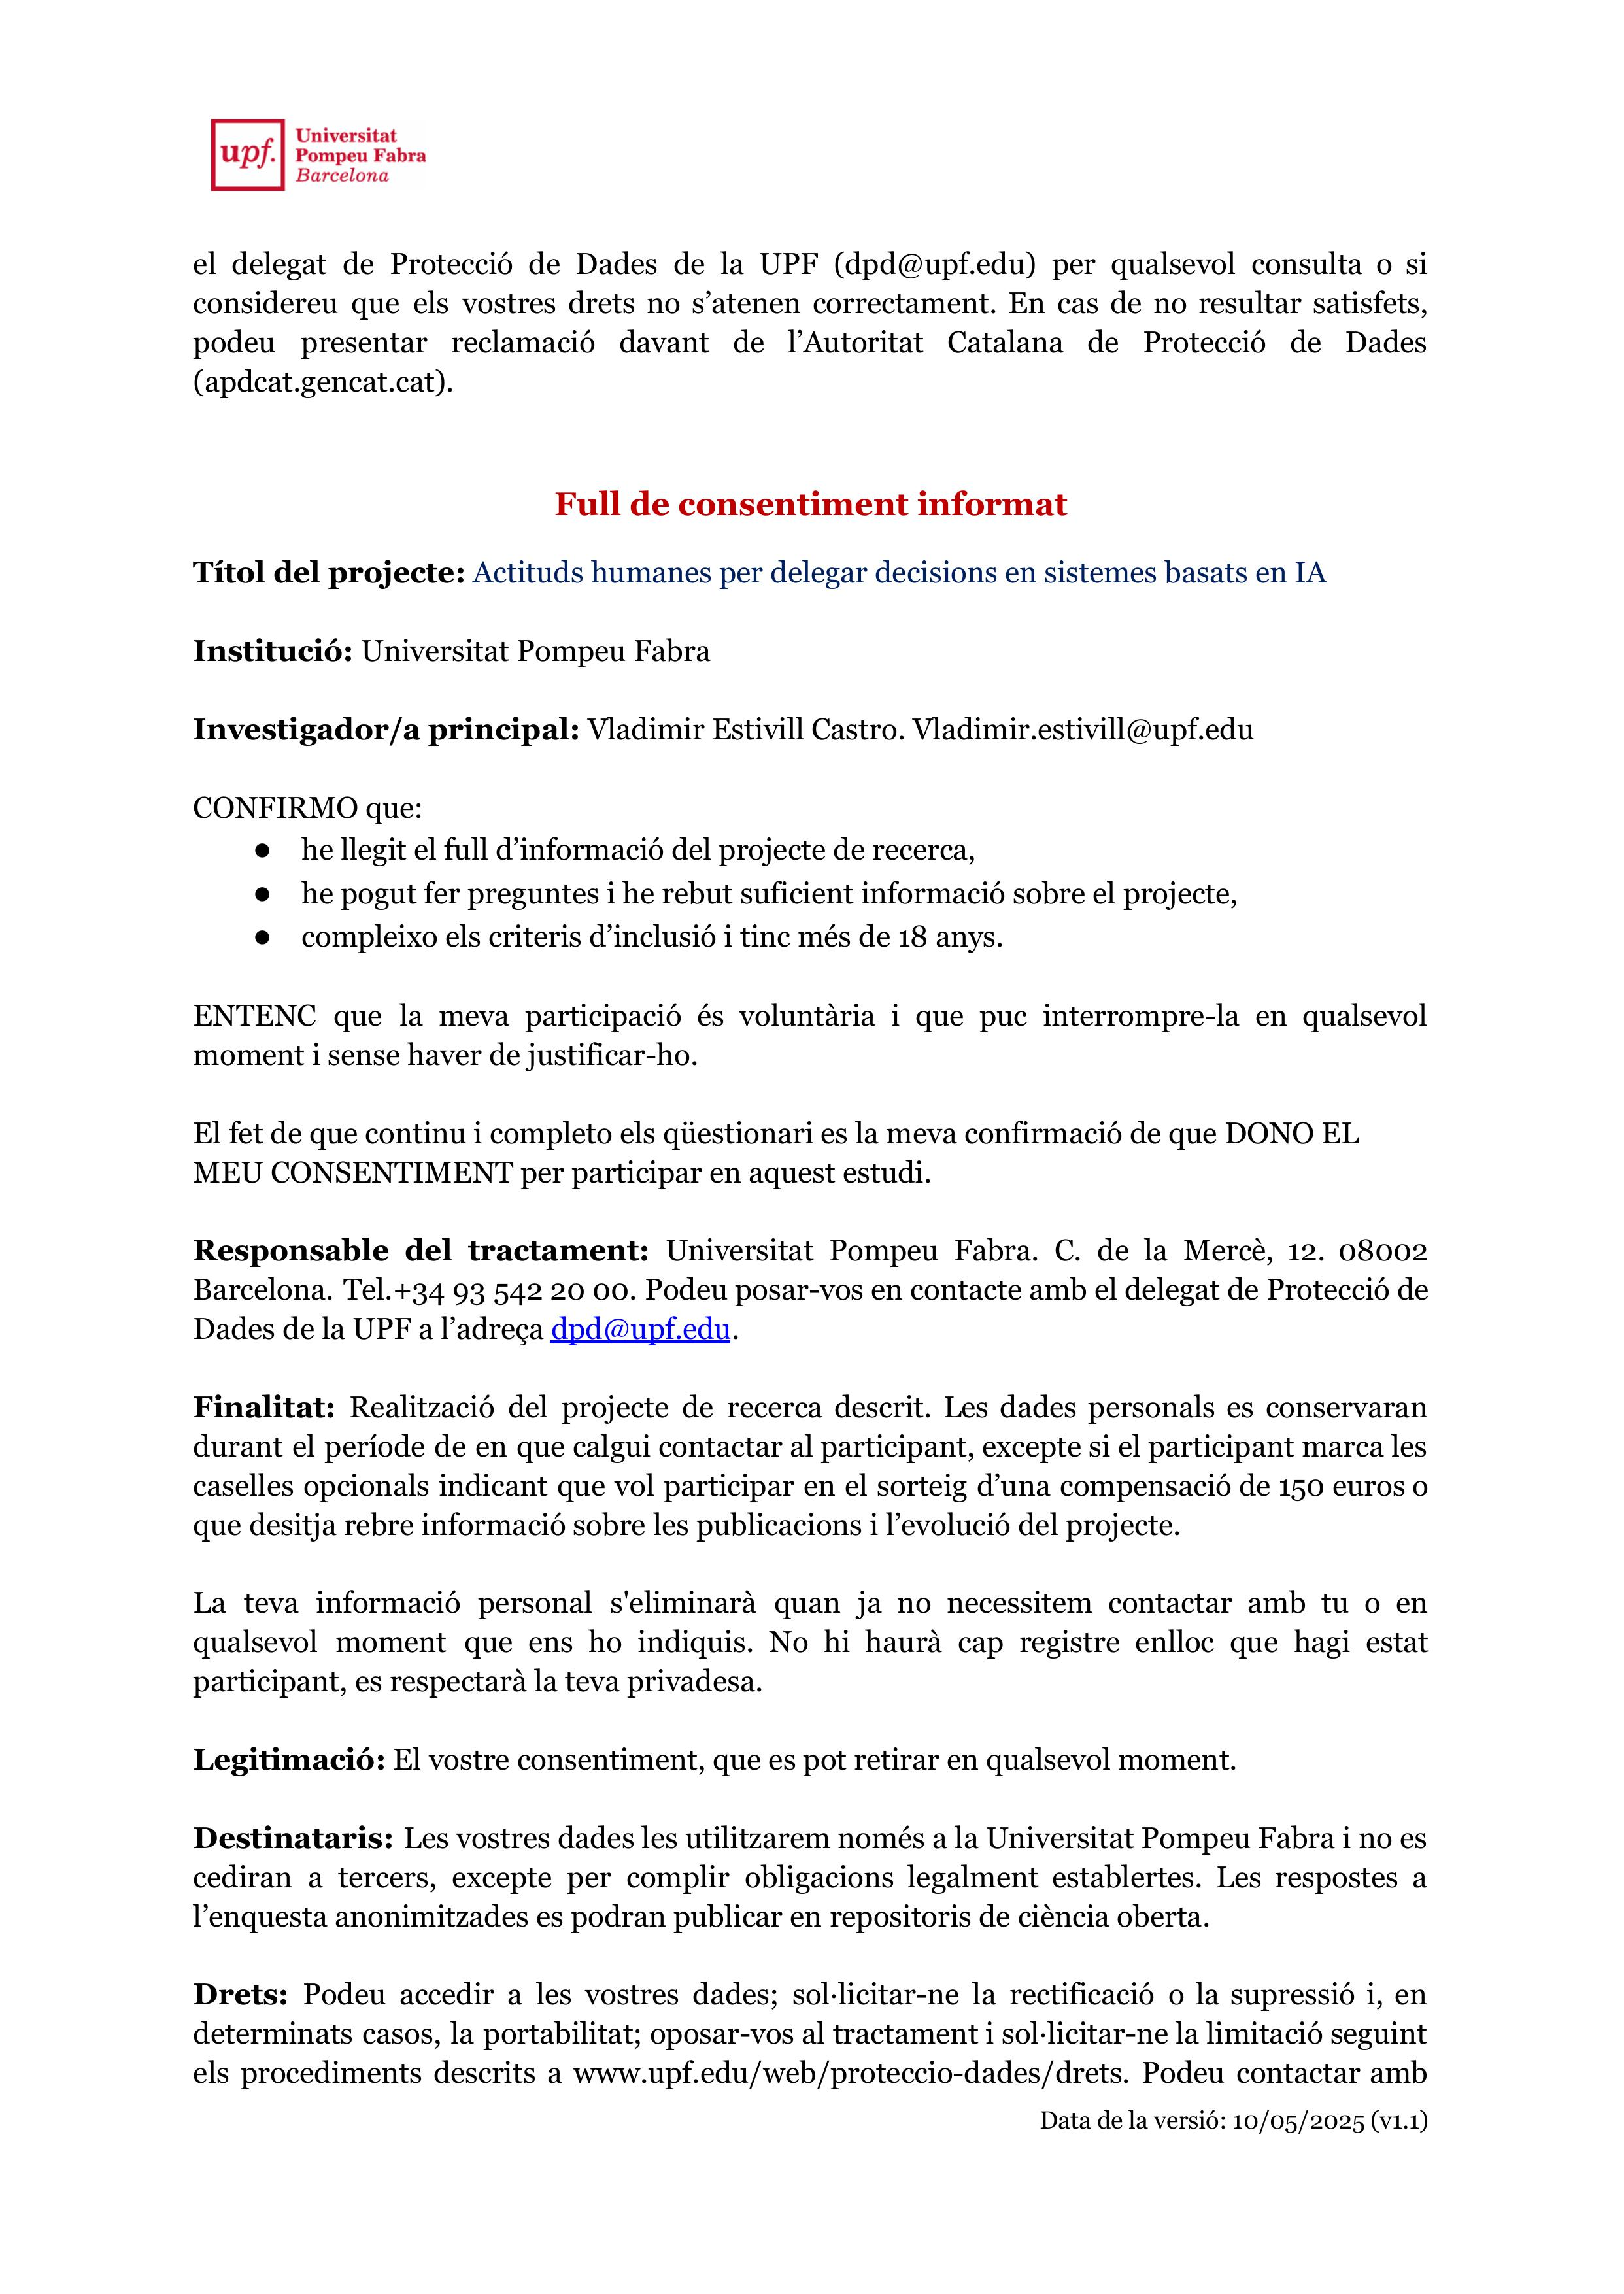 upf.
Universitat
Pompeu Fabra
Barcelona
el delegat de Protecció de Dades de la UPF (dpd@upf.edu) per qualsevol consulta o si
considereu que els vostres drets no s’atenen correctament. En cas de no resultar satisfets,
podeu presentar reclamació davant de l’Autoritat Catalana de Protecció de Dades
(apdcat.gencat.cat).
Full de consentiment informat
Títol del projecte: Actituds humanes per delegar decisions en sistemes basats en IA
Institució: Universitat Pompeu Fabra
Investigador/a principal: Vladimir Estivill Castro. Vladimir.estivill@upf.edu
CONFIRMO que:
● he llegit el full d’informació del projecte de recerca,
● he pogut fer preguntes i he rebut suficient informació sobre el projecte,
● compleixo els criteris d’inclusió i tinc més de 18 anys.
ENTENC que la meva participació és voluntària i que puc interrompre-la en qualsevol
moment i sense haver de justificar-ho.
El fet de que continu i completo els qüestionari es la meva confirmació de que DONO EL
MEU CONSENTIMENT per participar en aquest estudi.
Responsable del tractament: Universitat Pompeu Fabra. C. de la Mercè, 12. 08002
Barcelona. Tel.+34 93 542 20 00. Podeu posar-vos en contacte amb el delegat de Protecció de
Dades de la UPF a l’adreça dpd@upf.edu.
Finalitat: Realització del projecte de recerca descrit. Les dades personals es conservaran
durant el període de en que calgui contactar al participant, excepte si el participant marca les
caselles opcionals indicant que vol participar en el sorteig d’una compensació de 150 euros o
que desitja rebre informació sobre les publicacions i l’evolució del projecte.
La teva informació personal s'eliminarà quan ja no necessitem contactar amb tu o en
qualsevol moment que ens ho indiquis. No hi haurà cap registre enlloc que hagi estat
participant, es respectarà la teva privadesa.
Legitimació: El vostre consentiment, que es pot retirar en qualsevol moment.
Destinataris: Les vostres dades les utilitzarem només a la Universitat Pompeu Fabra i no es
cediran a tercers, excepte per complir obligacions legalment establertes. Les respostes a
l’enquesta anonimitzades es podran publicar en repositoris de ciència oberta.
Drets: Podeu accedir a les vostres dades; sol·licitar-ne la rectificació o la supressió i, en
determinats casos, la portabilitat; oposar-vos al tractament i sol·licitar-ne la limitació seguint
els procediments descrits a www.upf.edu/web/proteccio-dades/drets. Podeu contactar amb
Data de la versió: 10/05/2025 (v1.1)